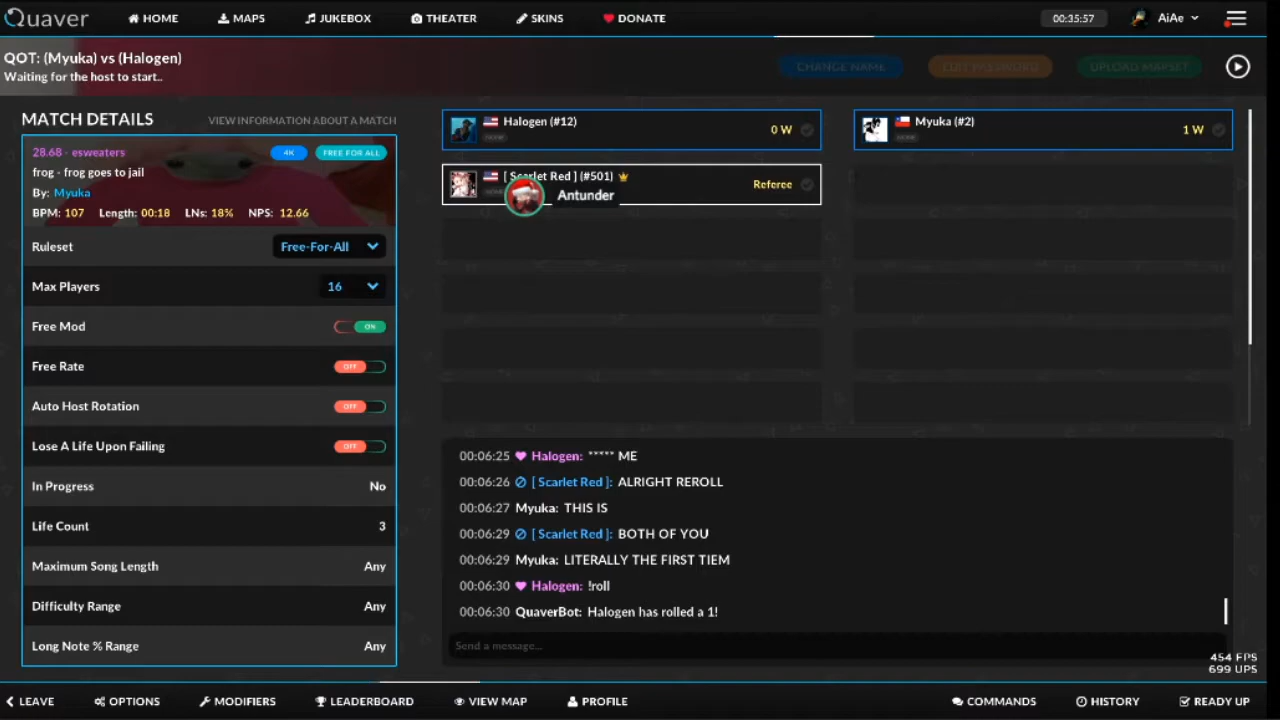 Quaver
HOME
MAPS
JUKEBOX
THEATER
SKINS
DONATE
00:35:57
AiAe
QOT: (Myuka) vs (Halogen)
Waiting for the host to start..
CHANGE NAME
EDIT PASSWORD
UPLOAD MAPSET
MATCH DETAILS
VIEW INFORMATION ABOUT A MATCH
28.68 - esweaters
4K
FREE FOR ALL
frog - frog goes to jail
By: Myuka
BPM: 107 Length: 00:18 LNs: 18% NPS: 12.66
Ruleset Free-For-All
Max Players 16
Free Mod ON
Free Rate OFF
Auto Host Rotation OFF
Lose A Life Upon Failing OFF
In Progress No
Life Count 3
Maximum Song Length Any
Difficulty Range Any
Long Note % Range Any
Halogen (#12)
NONE
0 W
Myuka (#2)
NONE
1 W
[ Scarlet Red ] (#501)
Referee
Antunder
00:06:25 Halogen: ***** ME
00:06:26 [ Scarlet Red ]: ALRIGHT REROLL
00:06:27 Myuka: THIS IS
00:06:29 [ Scarlet Red ]: BOTH OF YOU
00:06:29 Myuka: LITERALLY THE FIRST TIEM
00:06:30 Halogen: !roll
00:06:30 QuaverBot: Halogen has rolled a 1!
Send a message...
454 FPS
699 UPS
LEAVE
OPTIONS
MODIFIERS
LEADERBOARD
VIEW MAP
PROFILE
COMMANDS
HISTORY
READY UP